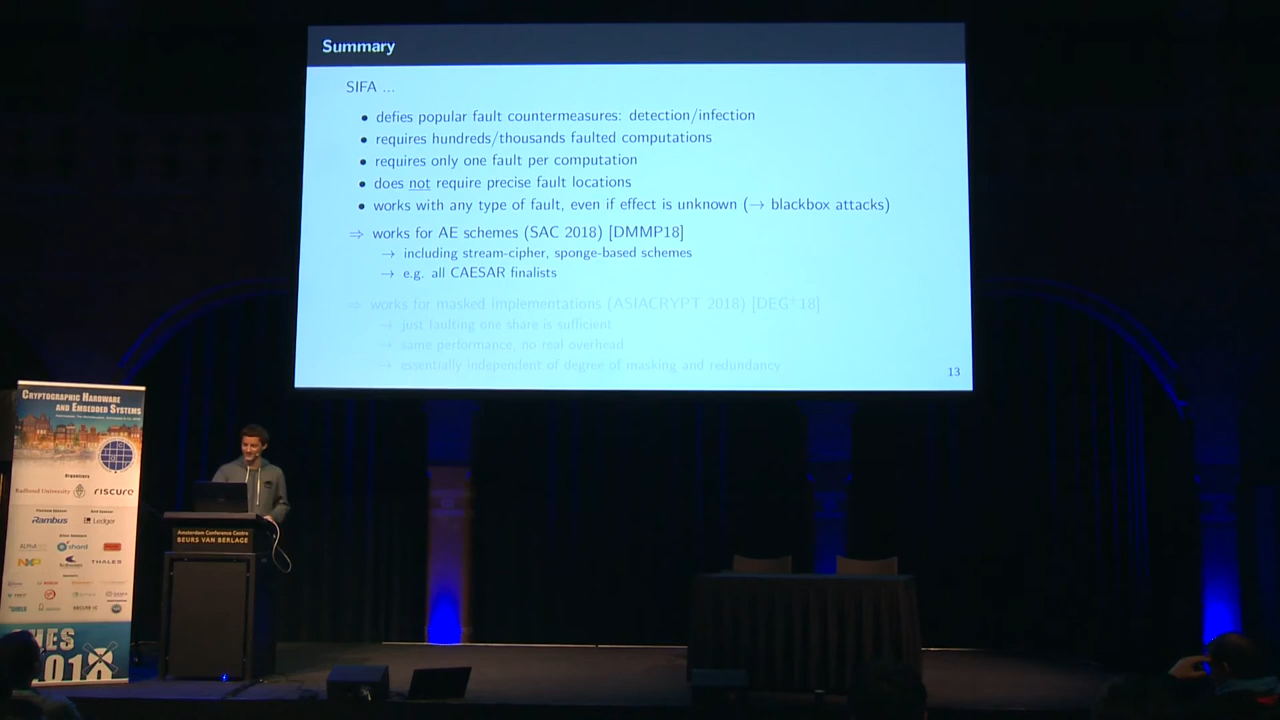 Summary
SIFA ...
• defies popular fault countermeasures: detection/infection
• requires hundreds/thousands faulted computations
• requires only one fault per computation
• does not require precise fault locations
• works with any type of fault, even if effect is unknown (→ blackbox attacks)
⇒ works for AE schemes (SAC 2018) [DMMP18]
→ including stream-cipher, sponge-based schemes
→ e.g. all CAESAR finalists
⇒ works for masked implementations (ASIACRYPT 2018) [DEG+18]
→ just faulting one share is sufficient
→ same performance, no real overhead
→ essentially independent of degree of masking and redundancy
13
CRYPTOGRAPHIC HARDWARE
AND EMBEDDED SYSTEMS
Organizers
Radboud University
riscure
Rambus
Ledger
eshard
NXP
THALES
SECURE IC
Amsterdam Conference Centre
BEURS VAN BERLAGE